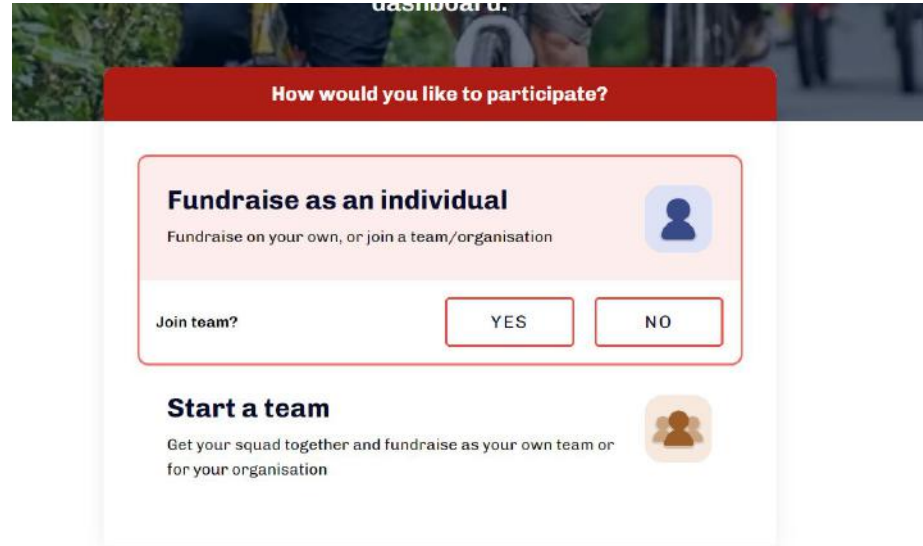 dashboard.
How would you like to participate?
Fundraise as an individual
Fundraise on your own, or join a team/organisation
Join team?
YES
NO
Start a team
Get your squad together and fundraise as your own team or
for your organisation